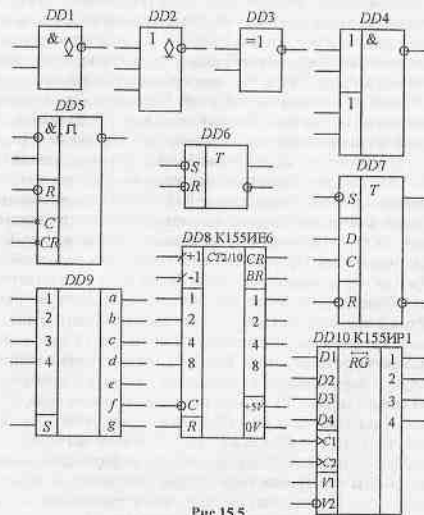 DD1
DD2
DD3
DD4
& ◊
1 ◊
=1
1 &
1
DD5
& ⎍
R
C
CR
DD6
S T
R
DD7
S T
D
C
R
DD8 К155ИЕ6
+1 CT2/10 CR
-1 BR
1 1
2 2
4 4
8 8
C +5V
R 0V
DD9
1 a
2 b
3 c
4 d
e
f
S g
DD10 К155ИР1
D1 RG 1
D2 2
D3 3
D4 4
C1
C2
V1
V2
Рис 15.5